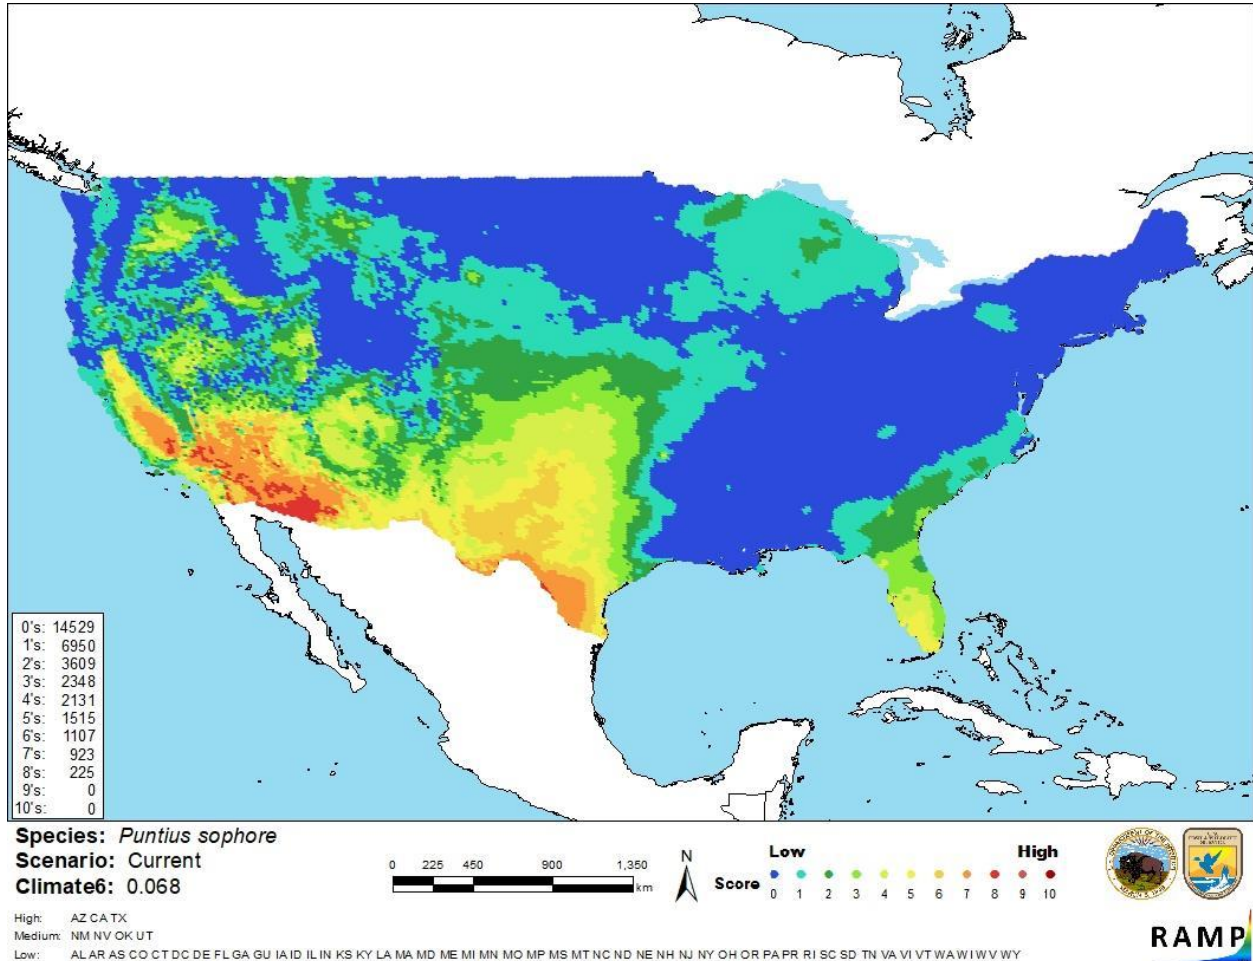 0's: 14529
1's: 6950
2's: 3609
3's: 2348
4's: 2131
5's: 1515
6's: 1107
7's: 923
8's: 225
9's: 0
10's: 0
Species: Puntius sophore
Scenario: Current
Climate6: 0.068
0 225 450 900 1,350
km
N
Low High
Score
0 1 2 3 4 5 6 7 8 9 10
High: AZ CA TX
Medium: NM NV OK UT
Low: AL AR AS CO CT DC DE FL GA GU IA ID IL IN KS KY LA MA MD ME MI MN MO MP MS MT NC ND NE NH NJ NY OH OR PA PR RI SC SD TN VA VI VT WA WI WV WY
RAMP